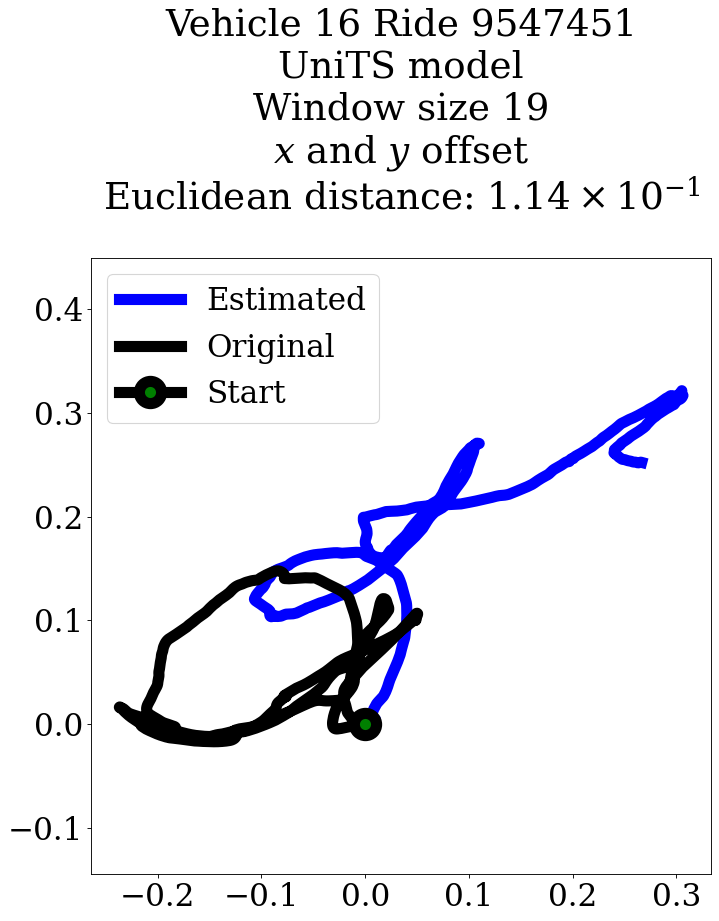 Vehicle 16 Ride 9547451
UniTS model
Window size 19
x and y offset
Euclidean distance: 1.14 × 10⁻¹
Estimated
Original
Start
0.4
0.3
0.2
0.1
0.0
−0.1
−0.2 −0.1 0.0 0.1 0.2 0.3